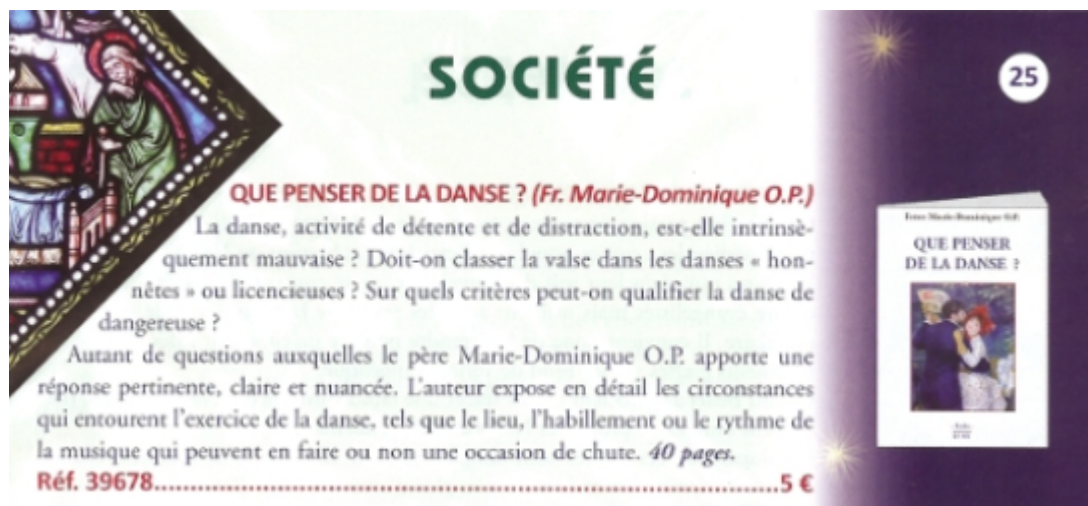 SOCIÉTÉ
25
QUE PENSER DE LA DANSE ? (Fr. Marie-Dominique O.P.)
La danse, activité de détente et de distraction, est-elle intrinsè-
quement mauvaise ? Doit-on classer la valse dans les danses « hon-
nêtes » ou licencieuses ? Sur quels critères peut-on qualifier la danse de
dangereuse ?
Autant de questions auxquelles le père Marie-Dominique O.P. apporte une
réponse pertinente, claire et nuancée. L'auteur expose en détail les circonstances
qui entourent l'exercice de la danse, tels que le lieu, l'habillement ou le rythme de
la musique qui peuvent en faire ou non une occasion de chute. 40 pages.
Réf. 39678...............................................................................5 €
Frère Marie-Dominique O.P.
QUE PENSER
DE LA DANSE ?